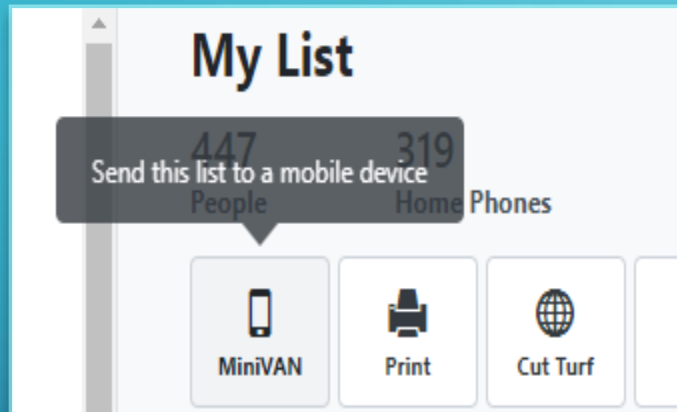 My List
447 319
Send this list to a mobile device
People Home Phones
MiniVAN Print Cut Turf